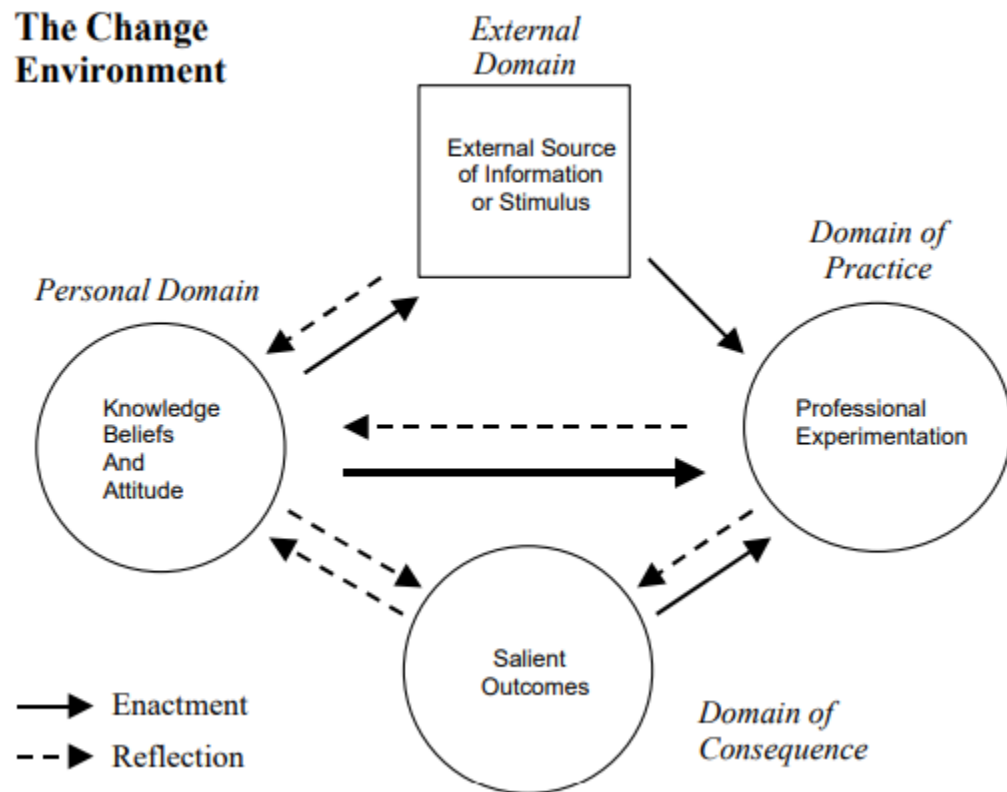 The Change
Environment
External
Domain
External Source
of Information
or Stimulus
Domain of
Practice
Personal Domain
Knowledge
Beliefs
And
Attitude
Professional
Experimentation
Salient
Outcomes
Enactment
Reflection
Domain of
Consequence